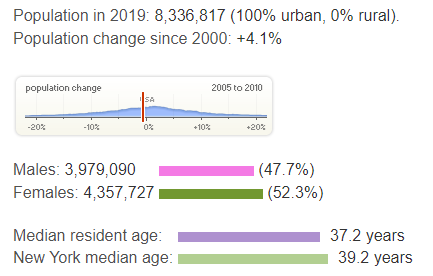 Population in 2019: 8,336,817 (100% urban, 0% rural).
Population change since 2000: +4.1%
population change 2005 to 2010
USA
-20% -10% 0% +10% +20%
Males: 3,979,090 (47.7%)
Females: 4,357,727 (52.3%)
Median resident age: 37.2 years
New York median age: 39.2 years